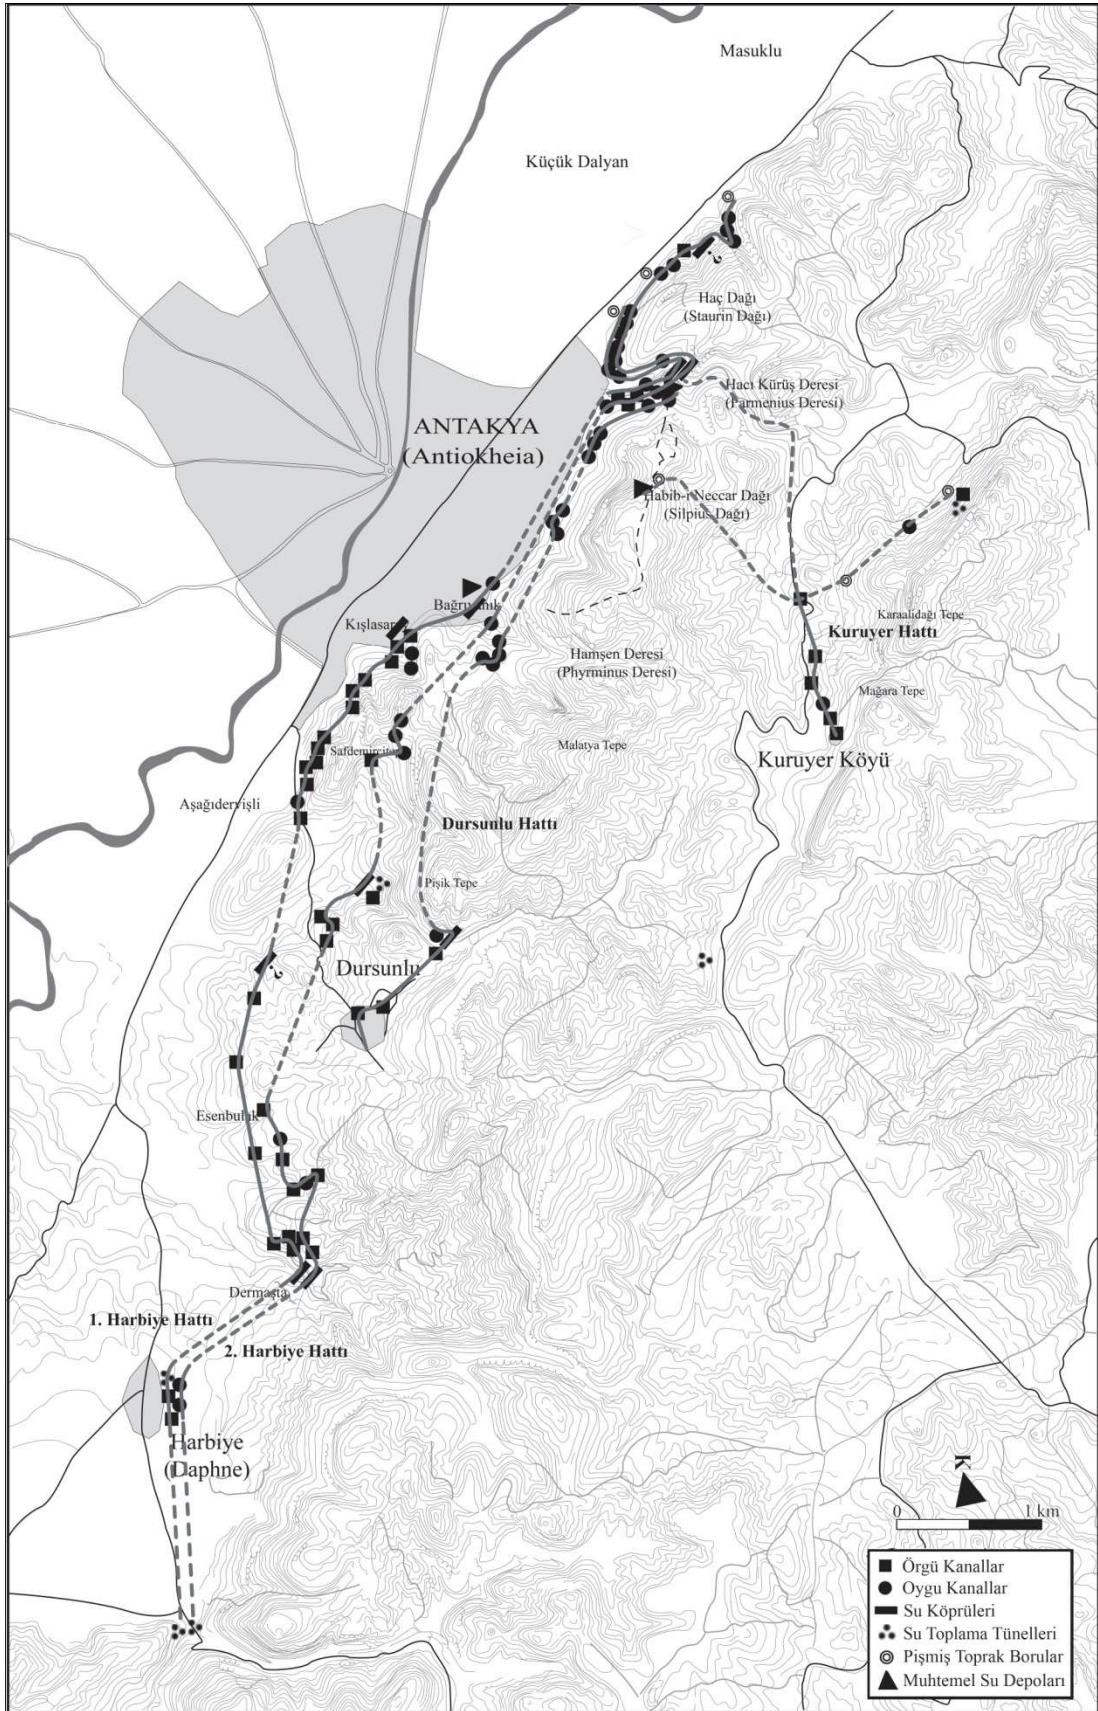 Masuklu
Küçük Dalyan
Haç Dağı
(Staurin Dağı)
?
Hacı Kürüş Deresi
(Parmenius Deresi)
ANTAKYA
(Antiokheia)
Habib-i Neccar Dağı
(Silpius Dağı)
Bağrıyanık
Kışlasaray
Karaalidağı Tepe
Kuruyer Hattı
Hamşen Deresi
(Phyrminus Deresi)
Mağara Tepe
Malatya Tepe
Kuruyer Köyü
Aşağıdervişli
Dursunlu Hattı
Pişik Tepe
?
Dursunlu
Esenbulak
Dermaşta
1. Harbiye Hattı
2. Harbiye Hattı
Harbiye
(Daphne)
K
0 1 km
Örgü Kanallar
Oygu Kanallar
Su Köprüleri
Su Toplama Tünelleri
Pişmiş Toprak Borular
Muhtemel Su Depoları